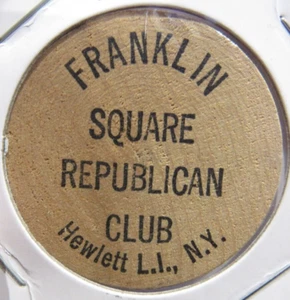 FRANKLIN
SQUARE
REPUBLICAN
CLUB
Hewlett L.I., N.Y.